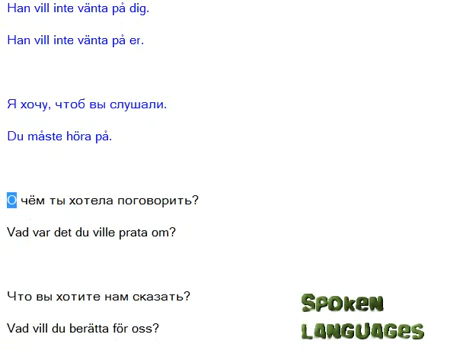 Han vill inte vänta på dig.
Han vill inte vänta på er.
Я хочу, чтоб вы слушали.
Du måste höra på.
О чём ты хотела поговорить?
Vad var det du ville prata om?
Что вы хотите нам сказать?
Vad vill du berätta för oss?
Spoken
Languages